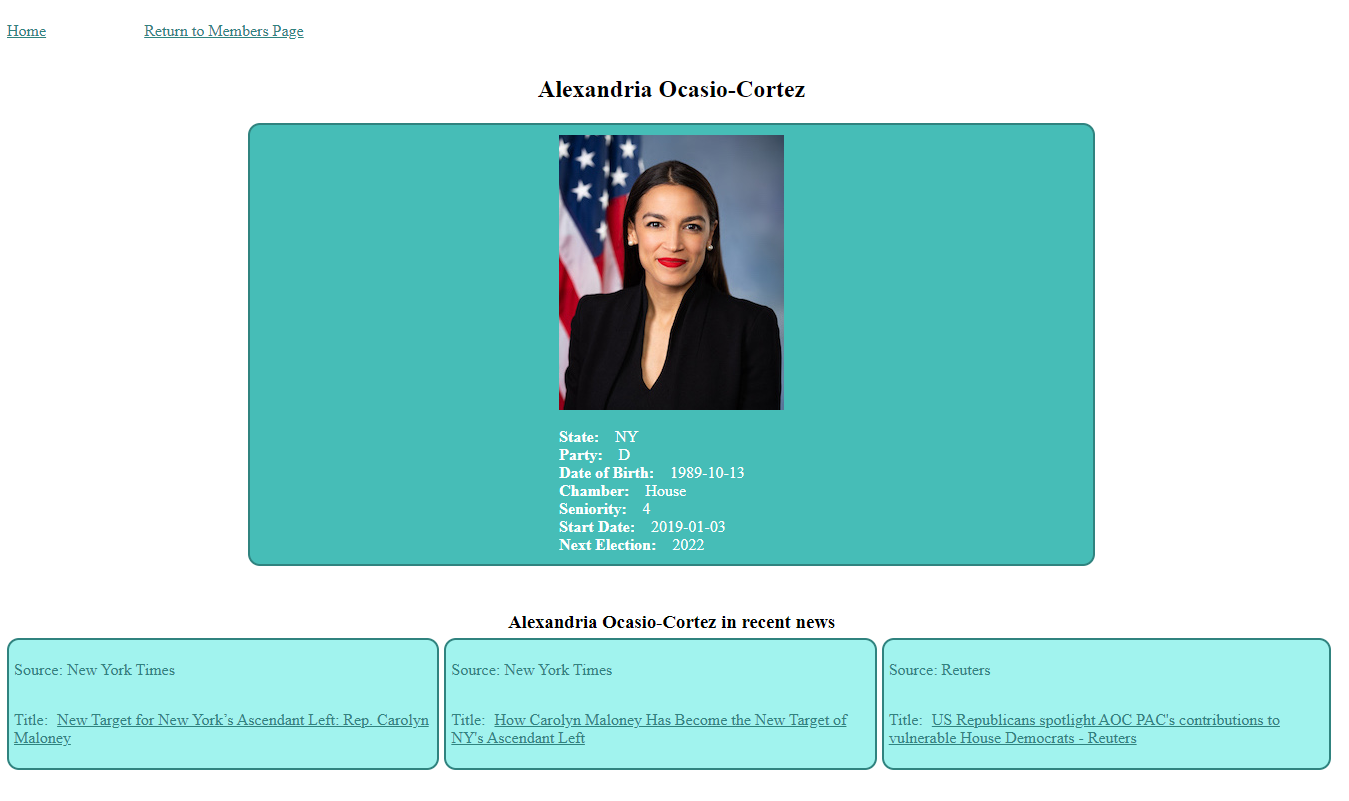 Home Return to Members Page
Alexandria Ocasio-Cortez
State: NY
Party: D
Date of Birth: 1989-10-13
Chamber: House
Seniority: 4
Start Date: 2019-01-03
Next Election: 2022
Alexandria Ocasio-Cortez in recent news
Source: New York Times
Title: New Target for New York’s Ascendant Left: Rep. Carolyn
Maloney
Source: New York Times
Title: How Carolyn Maloney Has Become the New Target of
NY's Ascendant Left
Source: Reuters
Title: US Republicans spotlight AOC PAC's contributions to
vulnerable House Democrats - Reuters